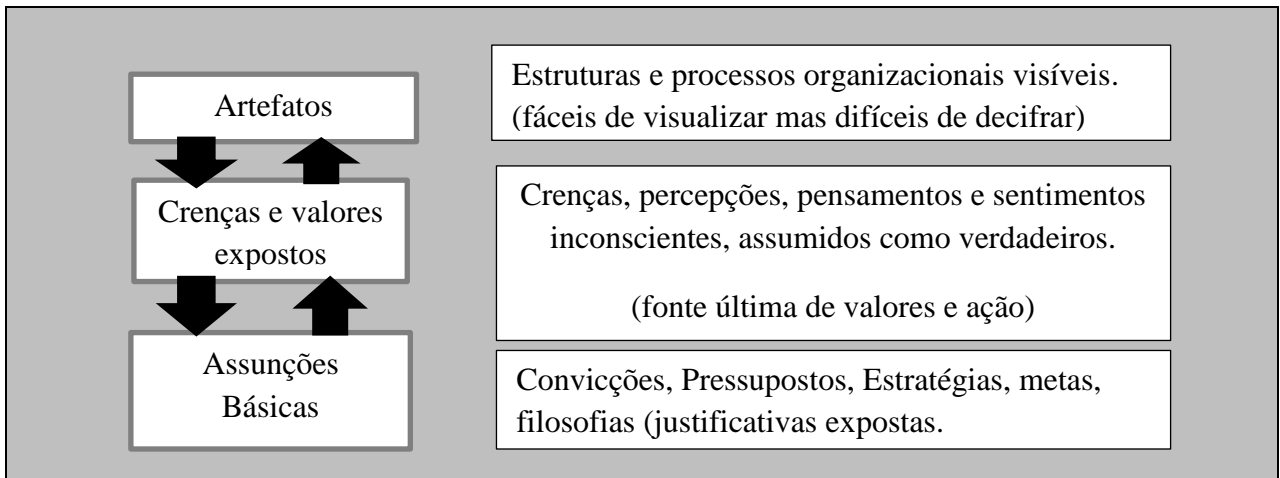 Artefatos
Estruturas e processos organizacionais visíveis.
(fáceis de visualizar mas difíceis de decifrar)
Crenças e valores
expostos
Crenças, percepções, pensamentos e sentimentos
inconscientes, assumidos como verdadeiros.
(fonte última de valores e ação)
Assunções
Básicas
Convicções, Pressupostos, Estratégias, metas,
filosofias (justificativas expostas.